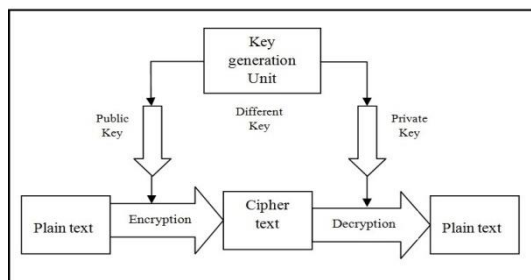 Key
generation
Unit
Public
Key
Different
Key
Private
Key
Plain text
Encryption
Cipher
text
Decryption
Plain text